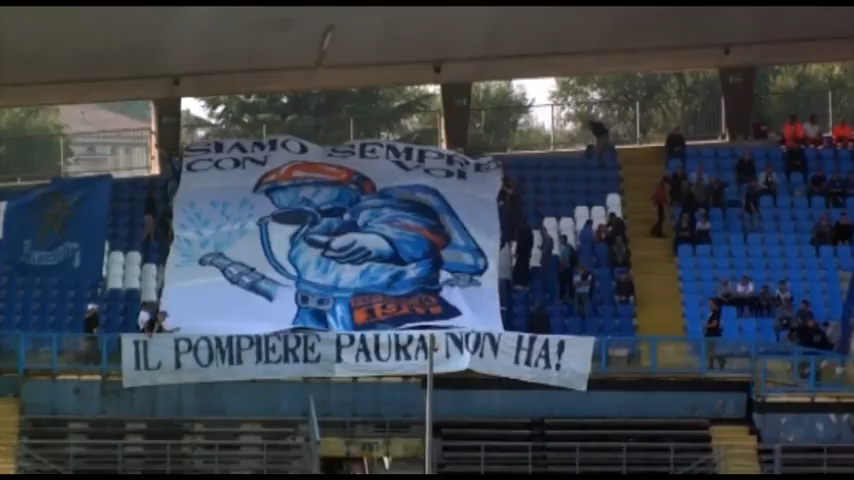 SIAMO SEMPRE
CON VOI
IL POMPIERE PAURA NON HA!